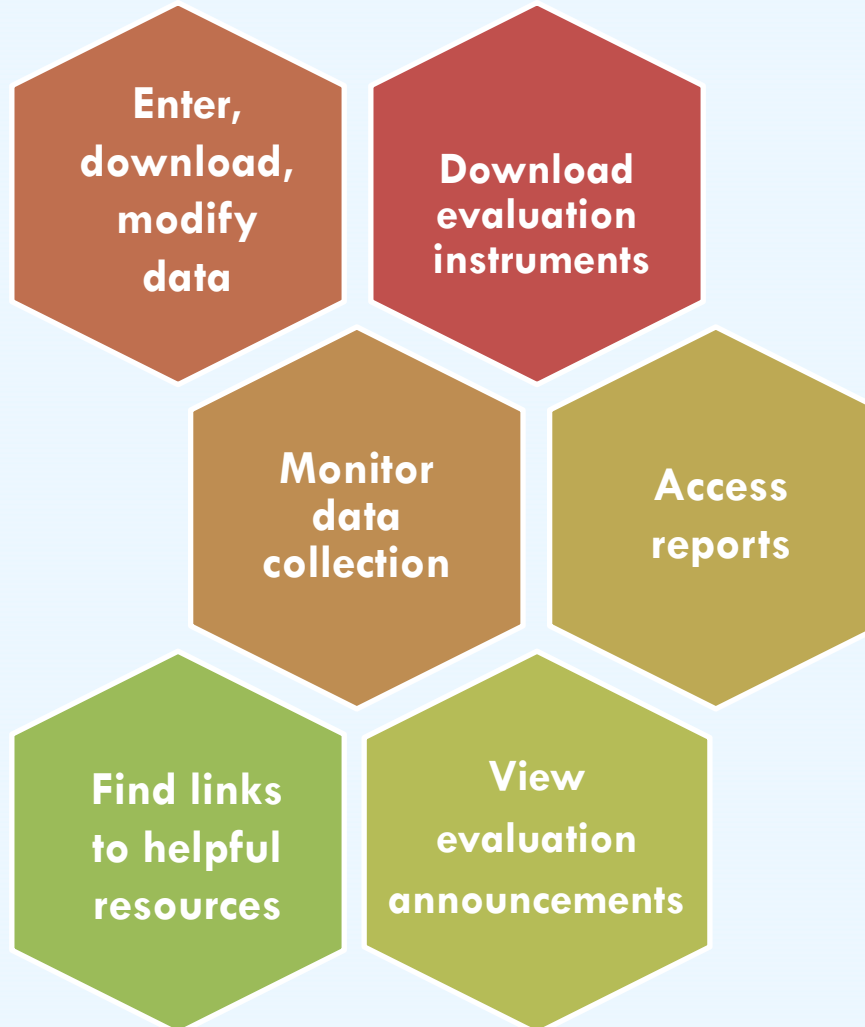 Enter,
download,
modify
data
Download
evaluation
instruments
Monitor
data
collection
Access
reports
Find links
to helpful
resources
View
evaluation
announcements